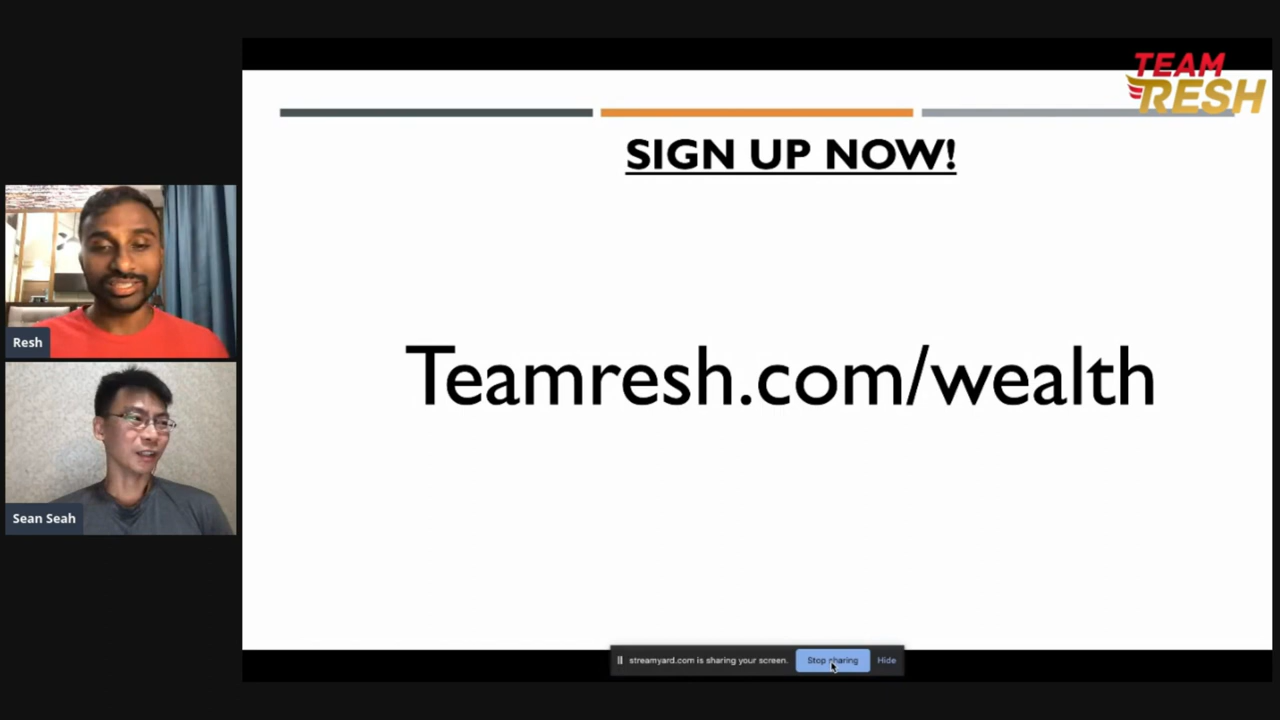 TEAM
RESH
SIGN UP NOW!
Teamresh.com/wealth
Resh
Sean Seah
streamyard.com is sharing your screen.
Stop sharing
Hide